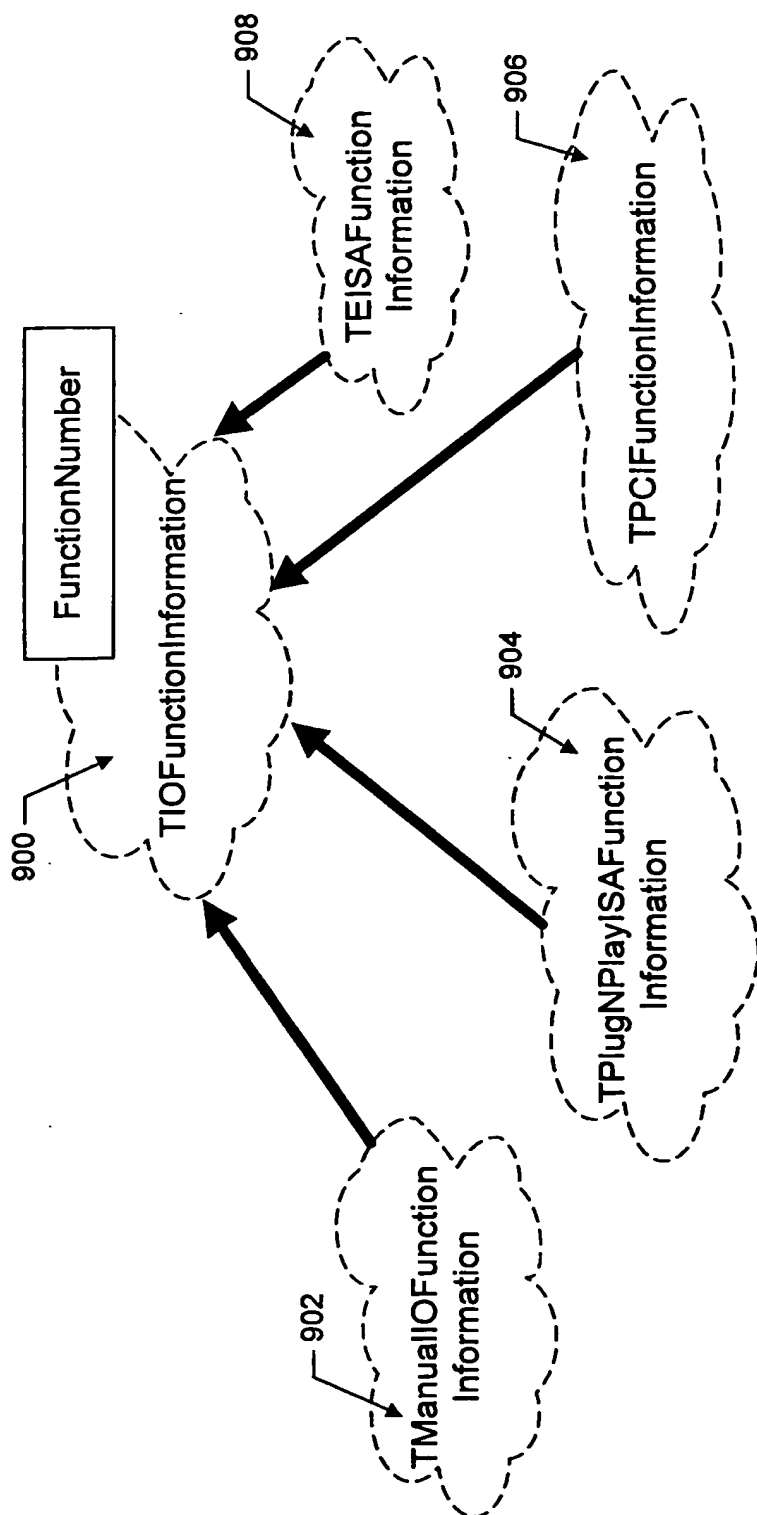 FunctionNumber
900
TIOFunctionInformation
908
TEISAFunction
Information
906
TPCIFunctionInformation
904
TPlugNPlayISAFunction
Information
902
TManualIOFunction
Information